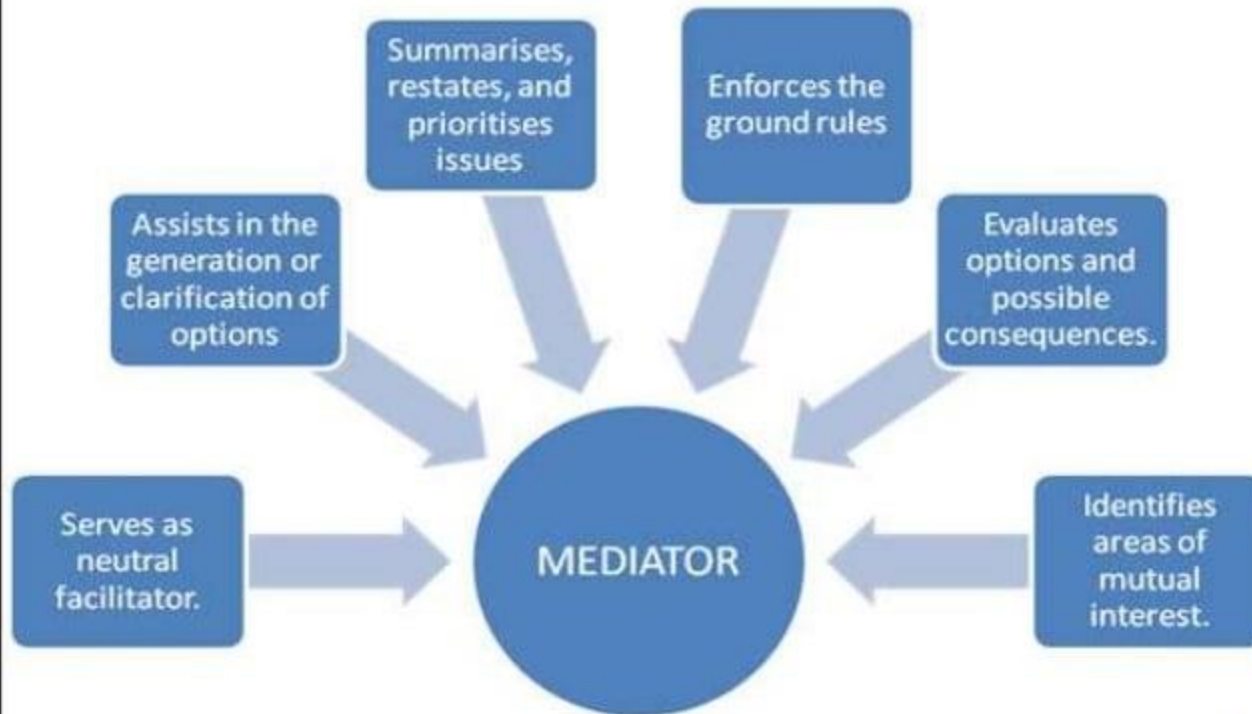 Summarises,
restates, and
prioritises
issues
Enforces the
ground rules
Assists in the
generation or
clarification of
options
Evaluates
options and
possible
consequences.
Serves as
neutral
facilitator.
MEDIATOR
Identifies
areas of
mutual
interest.